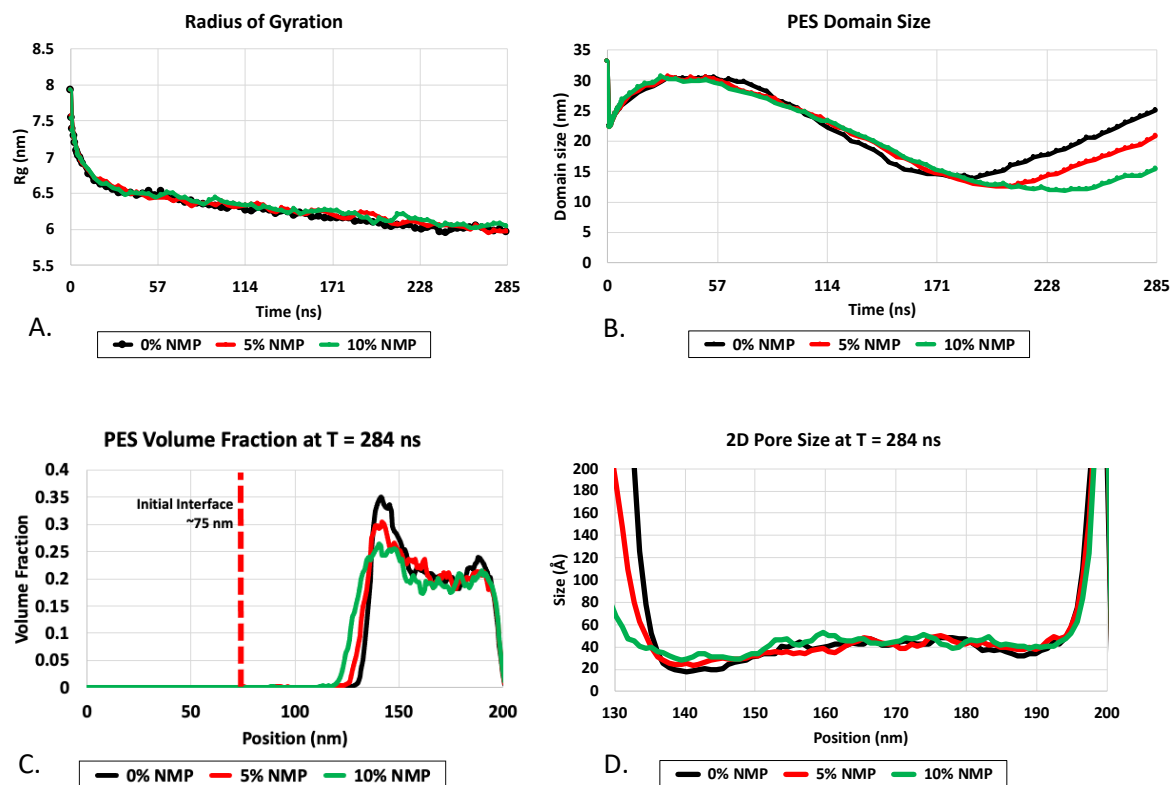 Radius of Gyration
8.5
8
7.5
7
6.5
6
5.5
Rg (nm)
0 57 114 171 228 285
Time (ns)
A.
0% NMP 5% NMP 10% NMP
PES Domain Size
35
30
25
20
15
10
5
0
Domain size (nm)
0 57 114 171 228 285
Time (ns)
B.
0% NMP 5% NMP 10% NMP
PES Volume Fraction at T = 284 ns
0.4
0.35
0.3
0.25
0.2
0.15
0.1
0.05
0
Volume Fraction
Initial Interface
~75 nm
0 50 100 150 200
Position (nm)
C.
0% NMP 5% NMP 10% NMP
2D Pore Size at T = 284 ns
200
180
160
140
120
100
80
60
40
20
0
Size (Å)
130 140 150 160 170 180 190 200
Position (nm)
D.
0% NMP 5% NMP 10% NMP